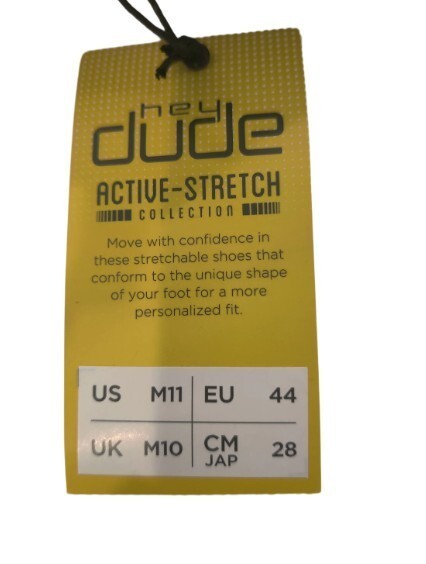 hey
dude
ACTIVE-STRETCH
COLLECTION
Move with confidence in
these stretchable shoes that
conform to the unique shape
of your foot for a more
personalized fit.
US M11 EU 44
UK M10 CM JAP 28